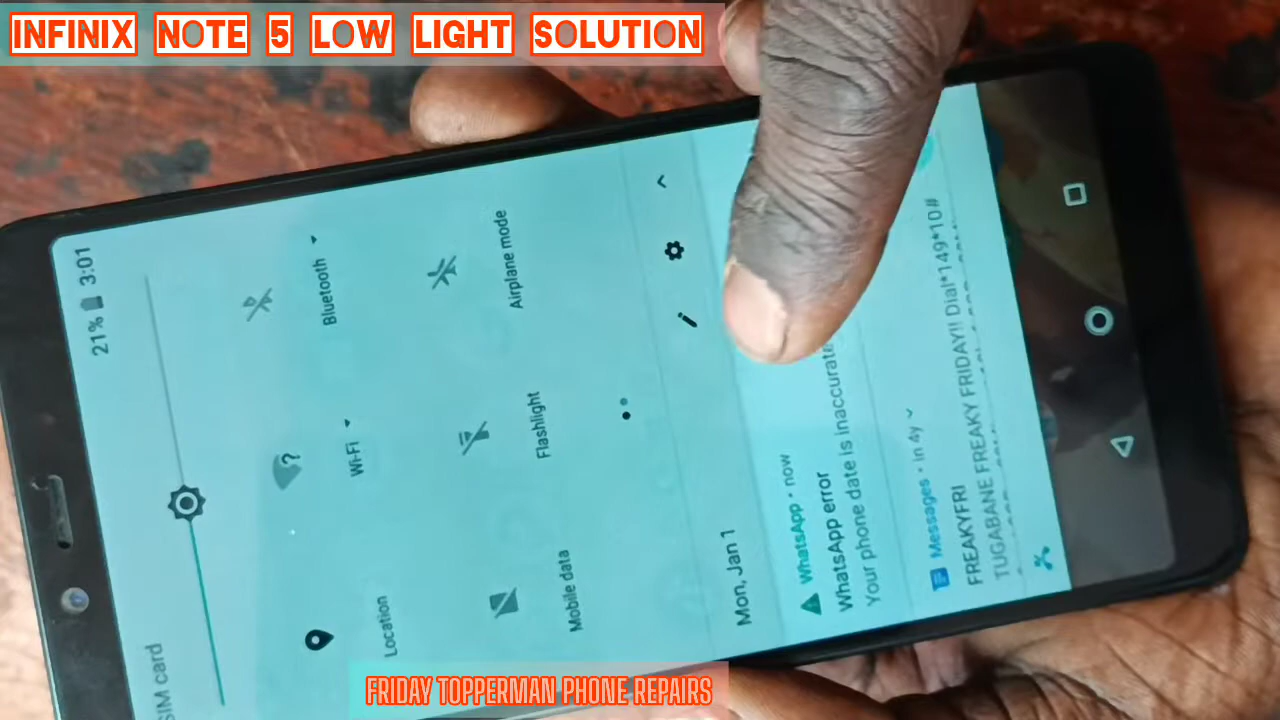 INFINIX NOTE 5 LOW LIGHT SOLUTION
SIM card
21% 3:01
Location
Wi-Fi
Bluetooth
Mobile data
Flashlight
Airplane mode
Mon, Jan 1
WhatsApp • now
WhatsApp error
Your phone date is inaccurate
Messages • in 4y
FREAKYFRI
TUGABANE FREAKY FRIDAY!! Dial*149*10#
FRIDAY TOPPERMAN PHONE REPAIRS